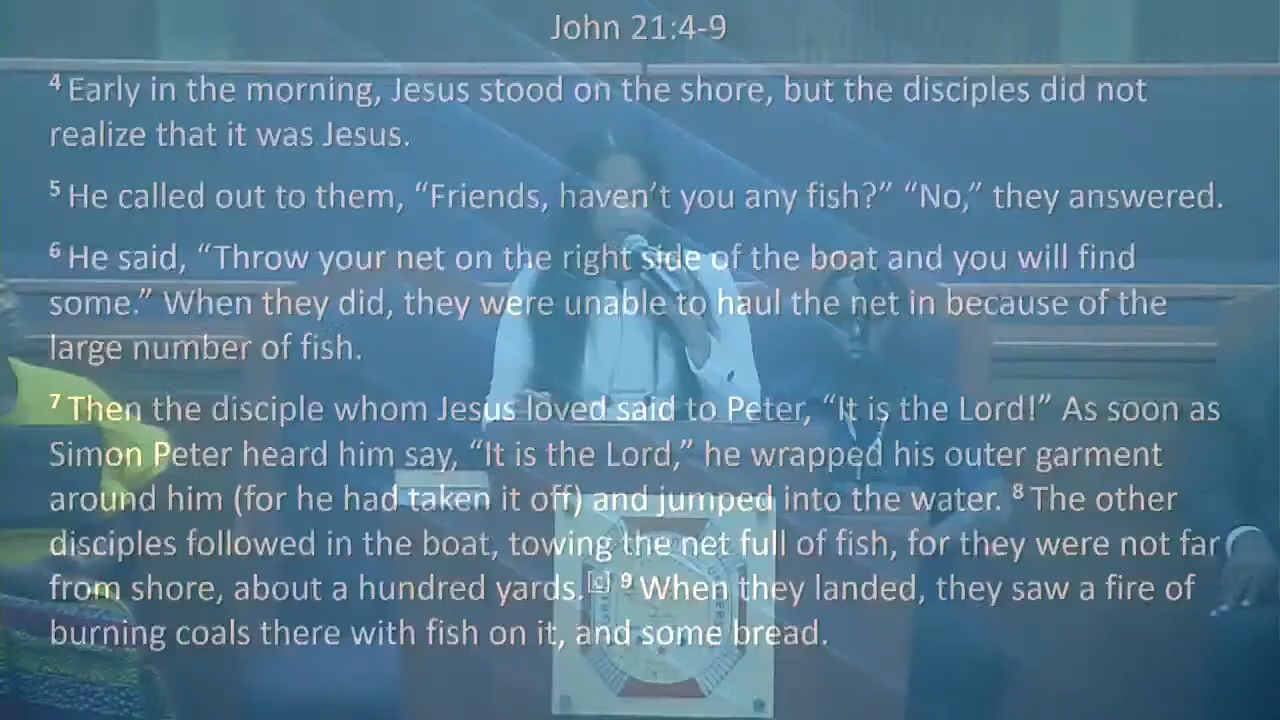 John 21:4-9
4 Early in the morning, Jesus stood on the shore, but the disciples did not
realize that it was Jesus.
5 He called out to them, “Friends, haven’t you any fish?” “No,” they answered.
6 He said, “Throw your net on the right side of the boat and you will find
some.” When they did, they were unable to haul the net in because of the
large number of fish.
7 Then the disciple whom Jesus loved said to Peter, “It is the Lord!” As soon as
Simon Peter heard him say, “It is the Lord,” he wrapped his outer garment
around him (for he had taken it off) and jumped into the water. 8 The other
disciples followed in the boat, towing the net full of fish, for they were not far
from shore, about a hundred yards.[c] 9 When they landed, they saw a fire of
burning coals there with fish on it, and some bread.